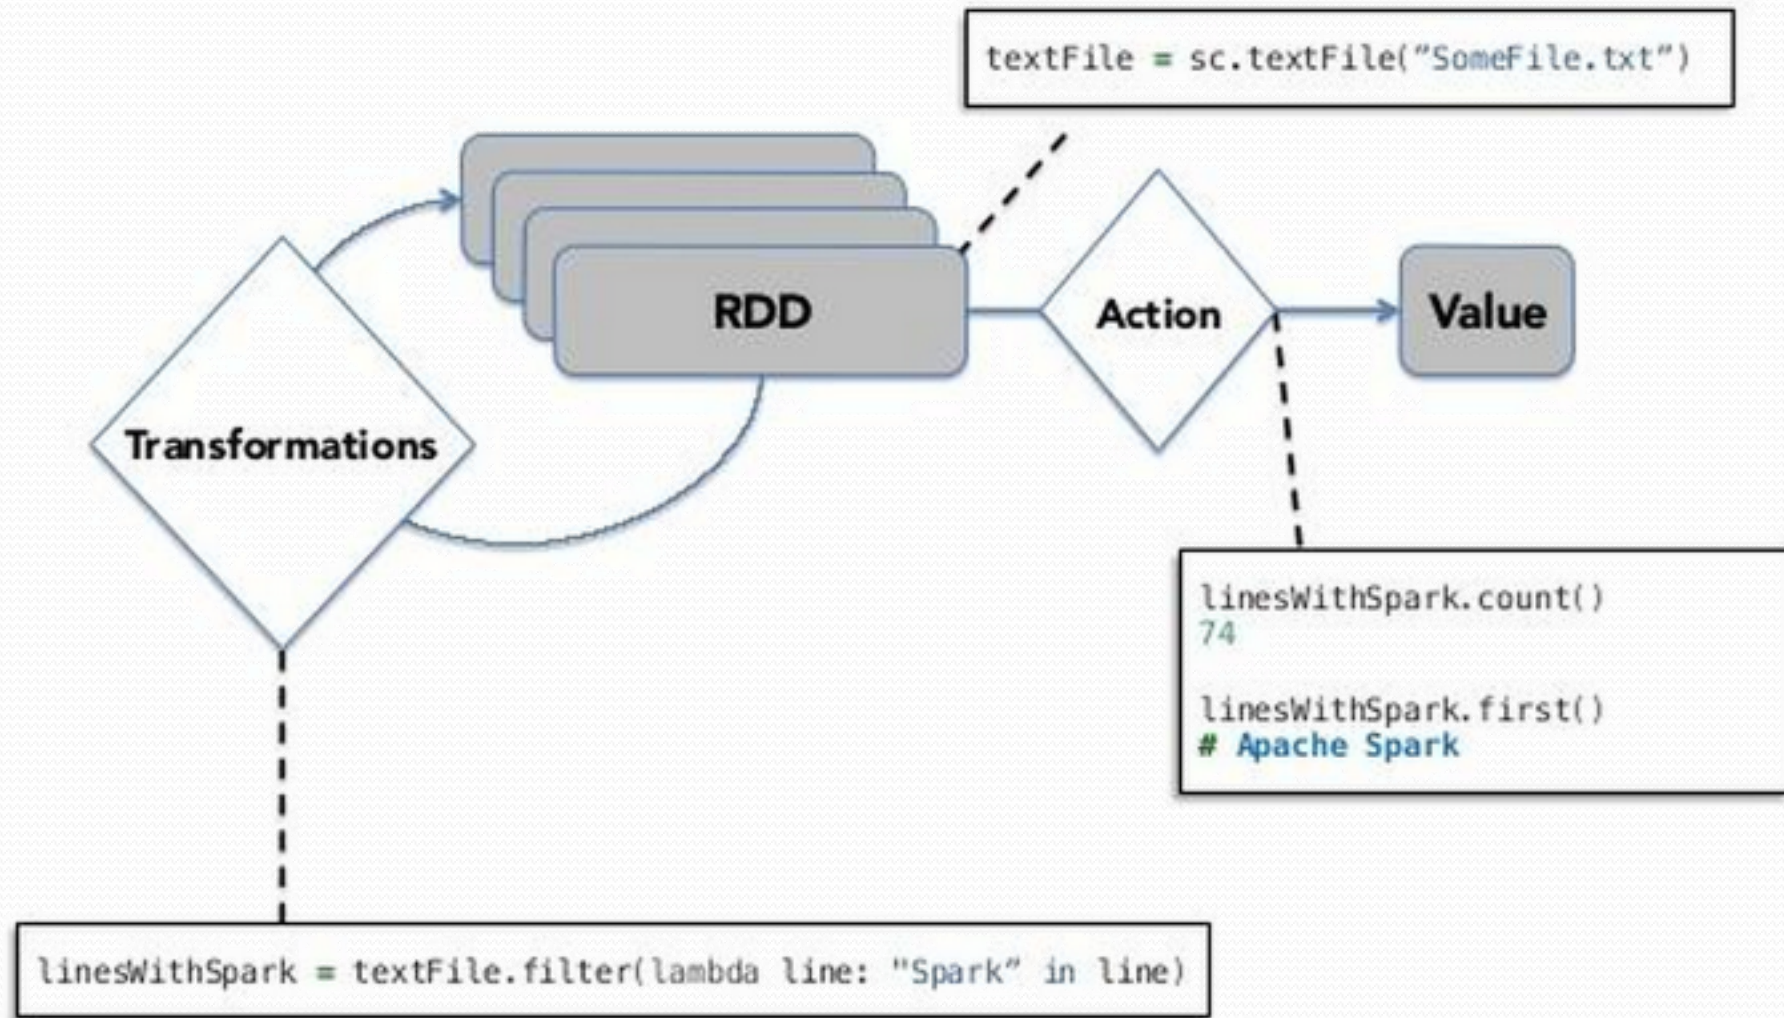 textFile = sc.textFile(”SomeFile.txt”)
RDD
Action
Value
Transformations
linesWithSpark.count()
74
linesWithSpark.first()
# Apache Spark
linesWithSpark = textFile.filter(lambda line: "Spark” in line)